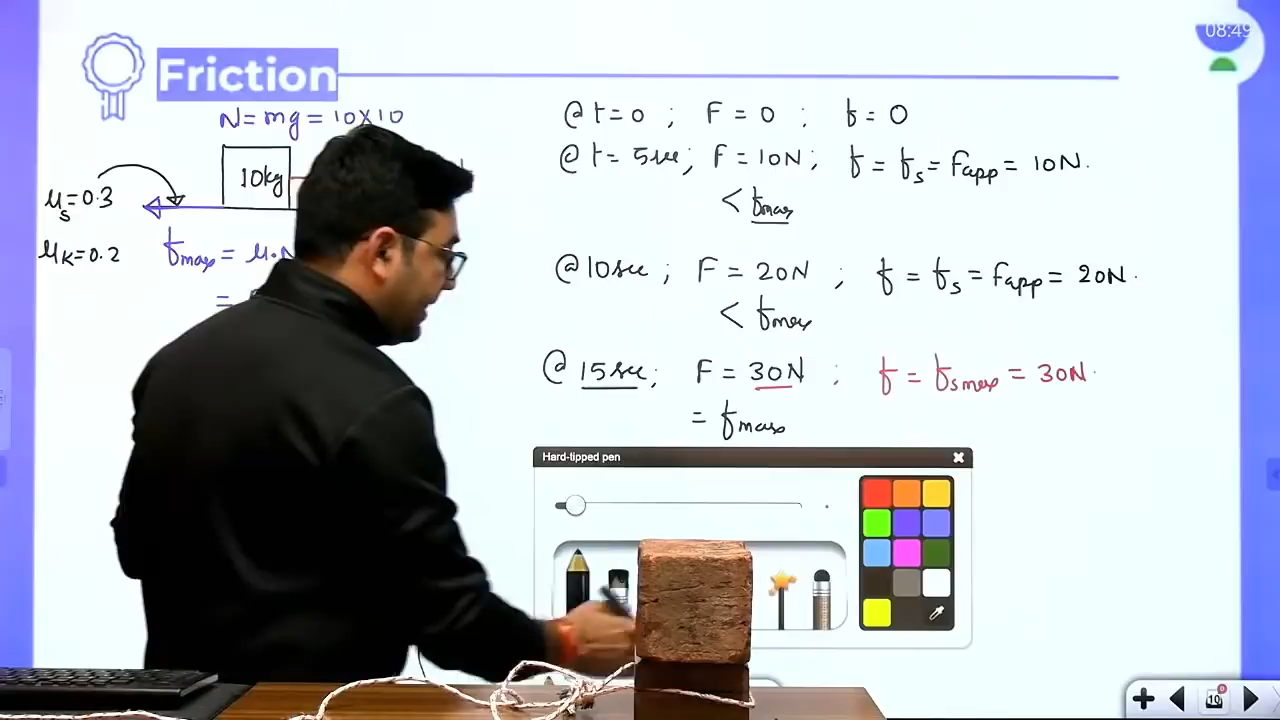 08:49
Friction
N = mg = 10×10
10kg
μs = 0.3
μk = 0.2
fmax = μ.N
=
@ t = 0 ; F = 0 ; f = 0
@ t = 5sec ; F = 10N ; f = fs = Fapp = 10N.
< fmax
@ 10sec ; F = 20N ; f = fs = Fapp = 20N.
< fmax
@ 15sec ; F = 30N ; f = fsmax = 30N.
= fmax
Hard-tipped pen
10